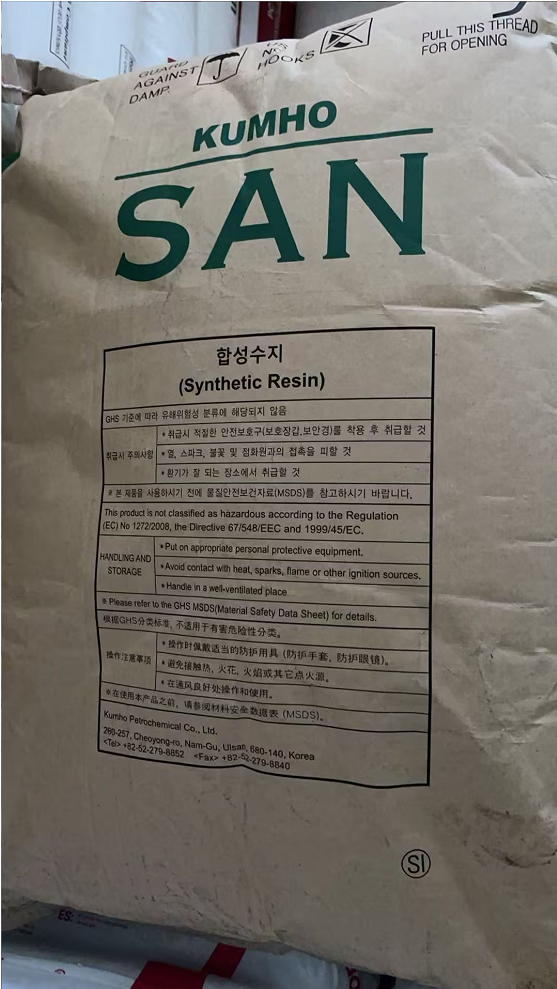 GUARD
AGAINST
DAMP.
USE
NO
HOOKS
PULL THIS THREAD
FOR OPENING
KUMHO
SAN
합성수지
(Synthetic Resin)
GHS 기준에 따라 유해위험성 분류에 해당되지 않음
취급시 주의사항
* 취급시 적절한 안전보호구(보호장갑,보안경)를 착용 후 취급할 것
* 열, 스파크, 불꽃 및 점화원과의 접촉을 피할 것
* 환기가 잘 되는 장소에서 취급할 것
※ 본 제품을 사용하시기 전에 물질안전보건자료(MSDS)를 참고하시기 바랍니다.
This product is not classified as hazardous according to the Regulation
(EC) No 1272/2008, the Directive 67/548/EEC and 1999/45/EC.
HANDLING AND
STORAGE
* Put on appropriate personal protective equipment.
* Avoid contact with heat, sparks, flame or other ignition sources.
* Handle in a well-ventilated place
※ Please refer to the GHS MSDS(Material Safety Data Sheet) for details.
根据GHS分类标准, 不适用于有害危险性分类。
操作注意事项
* 操作时佩戴适当的防护用具 (防护手套, 防护眼镜)。
* 避免接触热, 火花, 火焰或其它点火源。
* 在通风良好处操作和使用。
※ 在使用本产品之前, 请参阅材料安全数据表 (MSDS)。
Kumho Petrochemical Co., Ltd.
260-257, Cheoyong-ro, Nam-Gu, Ulsan, 680-140, Korea
<Tel> +82-52-279-8852 <Fax> +82-52-279-8840
SI
ES: